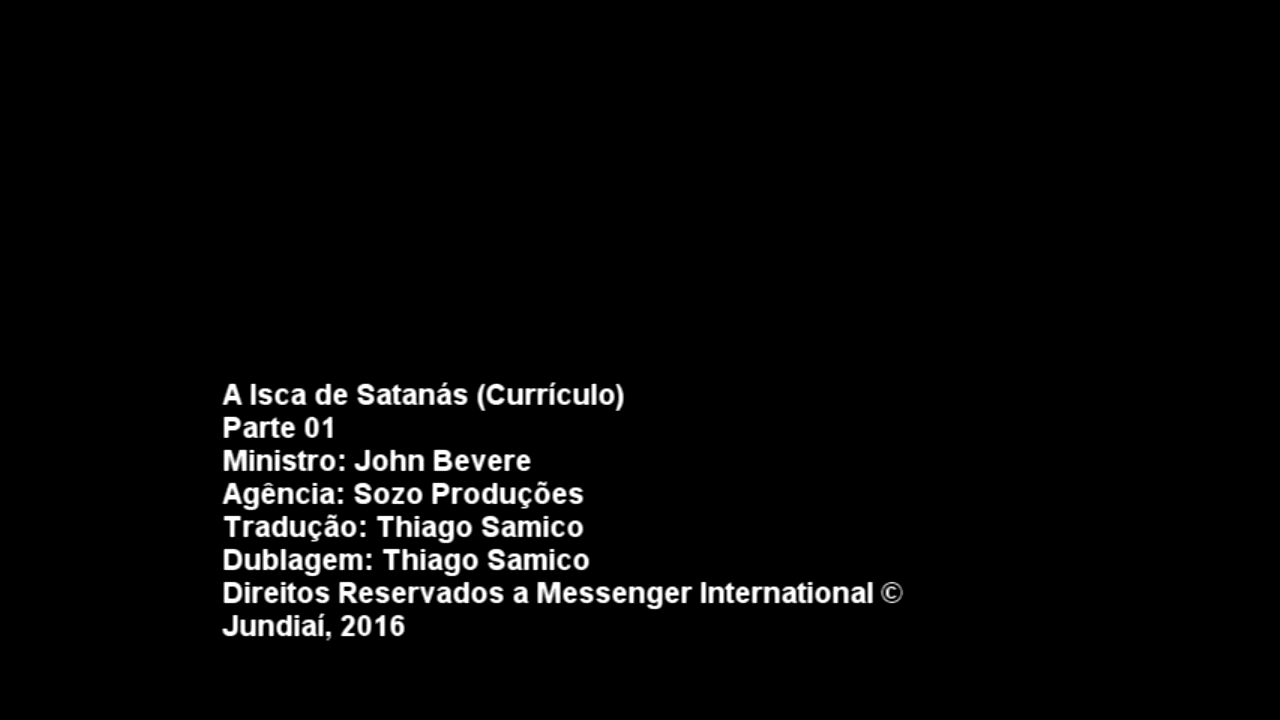 A Isca de Satanás (Currículo)
Parte 01
Ministro: John Bevere
Agência: Sozo Produções
Tradução: Thiago Samico
Dublagem: Thiago Samico
Direitos Reservados a Messenger International ©
Jundiaí, 2016